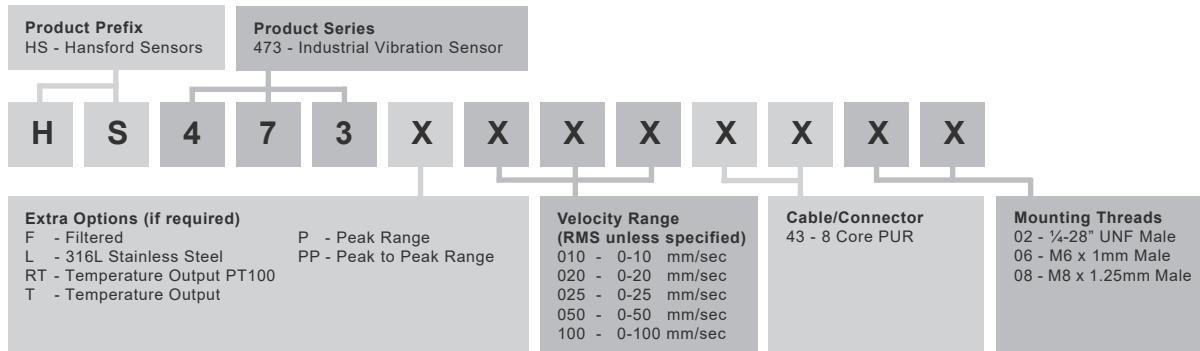 Product Prefix
HS - Hansford Sensors
Product Series
473 - Industrial Vibration Sensor
H S 4 7 3 X X X X X X X X
Extra Options (if required)
F - Filtered
L - 316L Stainless Steel
RT - Temperature Output PT100
T - Temperature Output
P - Peak Range
PP - Peak to Peak Range
Velocity Range
(RMS unless specified)
010 - 0-10 mm/sec
020 - 0-20 mm/sec
025 - 0-25 mm/sec
050 - 0-50 mm/sec
100 - 0-100 mm/sec
Cable/Connector
43 - 8 Core PUR
Mounting Threads
02 - ¼-28” UNF Male
06 - M6 x 1mm Male
08 - M8 x 1.25mm Male